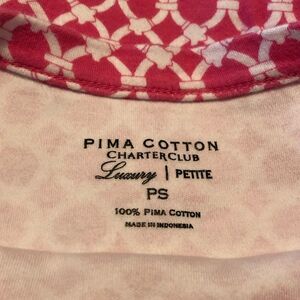 PIMA COTTON
CHARTER CLUB
Luxury | PETITE
PS
100% PIMA COTTON
MADE IN INDONESIA